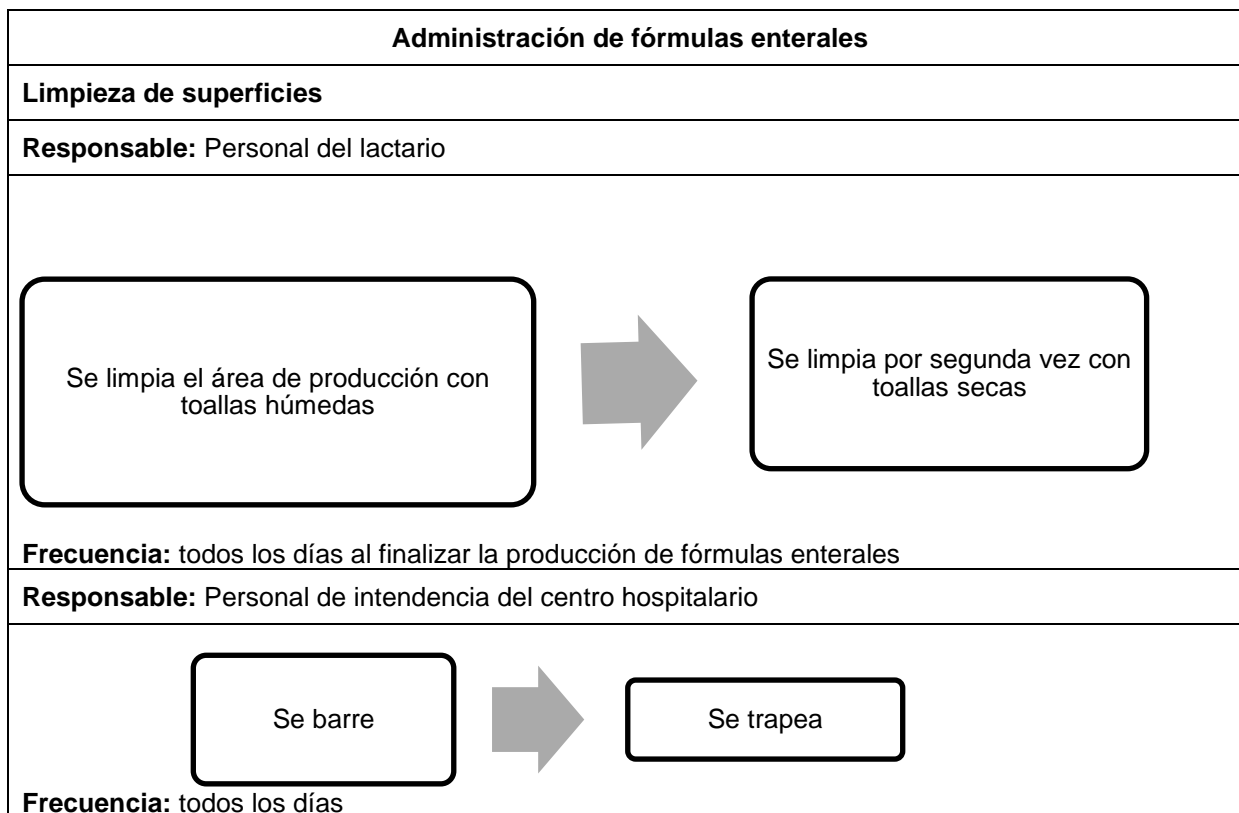 Administración de fórmulas enterales
Limpieza de superficies
Responsable: Personal del lactario
Se limpia el área de producción con
toallas húmedas
Se limpia por segunda vez con
toallas secas
Frecuencia: todos los días al finalizar la producción de fórmulas enterales
Responsable: Personal de intendencia del centro hospitalario
Se barre
Se trapea
Frecuencia: todos los días